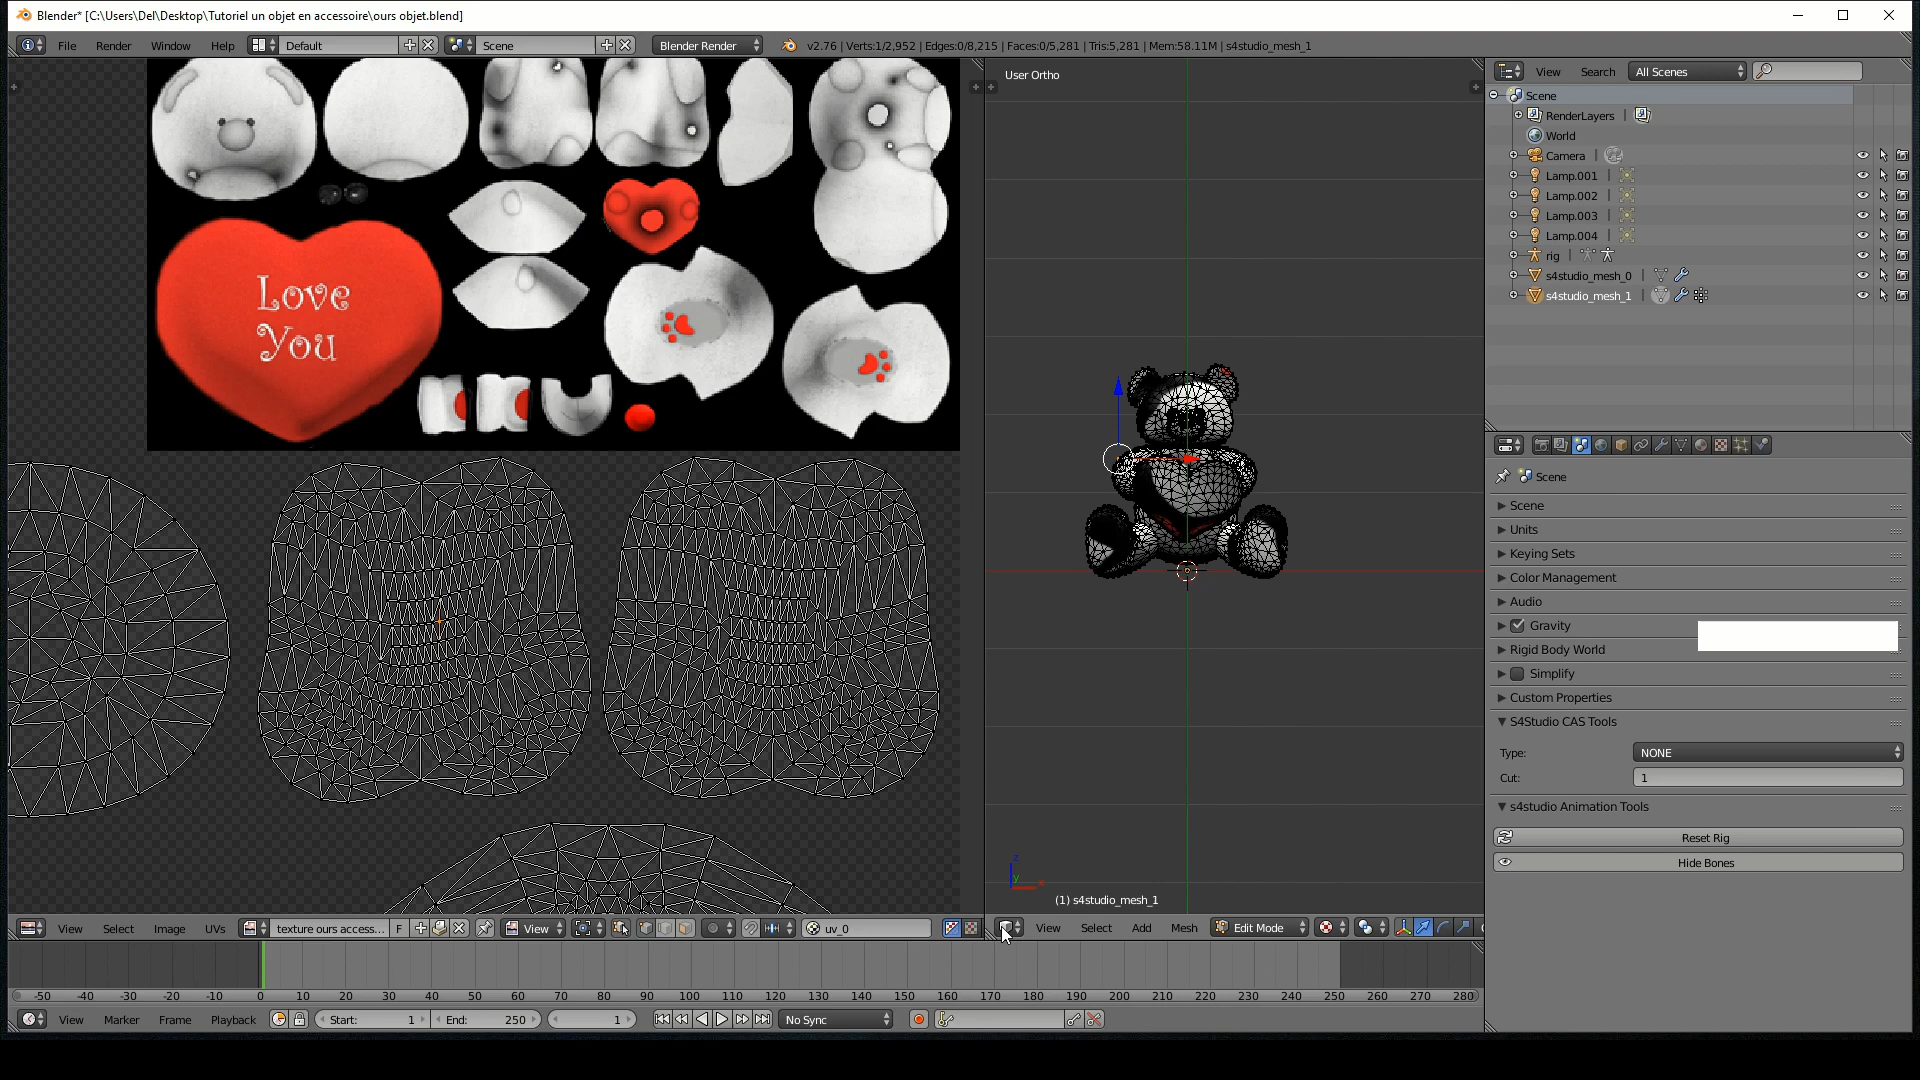 Blender* [C:\Users\Del\Desktop\Tutoriel un objet en accessoire\ours objet.blend]
File Render Window Help Default Scene Blender Render v2.76 | Verts:1/2,952 | Edges:0/8,215 | Faces:0/5,281 | Tris:5,281 | Mem:58.11M | s4studio_mesh_1
Love
You
User Ortho
z
y
x
(1) s4studio_mesh_1
View Search All Scenes
Scene
RenderLayers
World
Camera
Lamp.001
Lamp.002
Lamp.003
Lamp.004
rig
s4studio_mesh_0
s4studio_mesh_1
Scene
Scene
Units
Keying Sets
Color Management
Audio
Gravity
Rigid Body World
Simplify
Custom Properties
S4Studio CAS Tools
Type: NONE
Cut: 1
s4studio Animation Tools
Reset Rig
Hide Bones
View Select Image UVs texture ours access... F View uv_0
View Select Add Mesh Edit Mode
-50 -40 -30 -20 -10 0 10 20 30 40 50 60 70 80 90 100 110 120 130 140 150 160 170 180 190 200 210 220 230 240 250 260 270 280
View Marker Frame Playback Start: 1 End: 250 1 No Sync